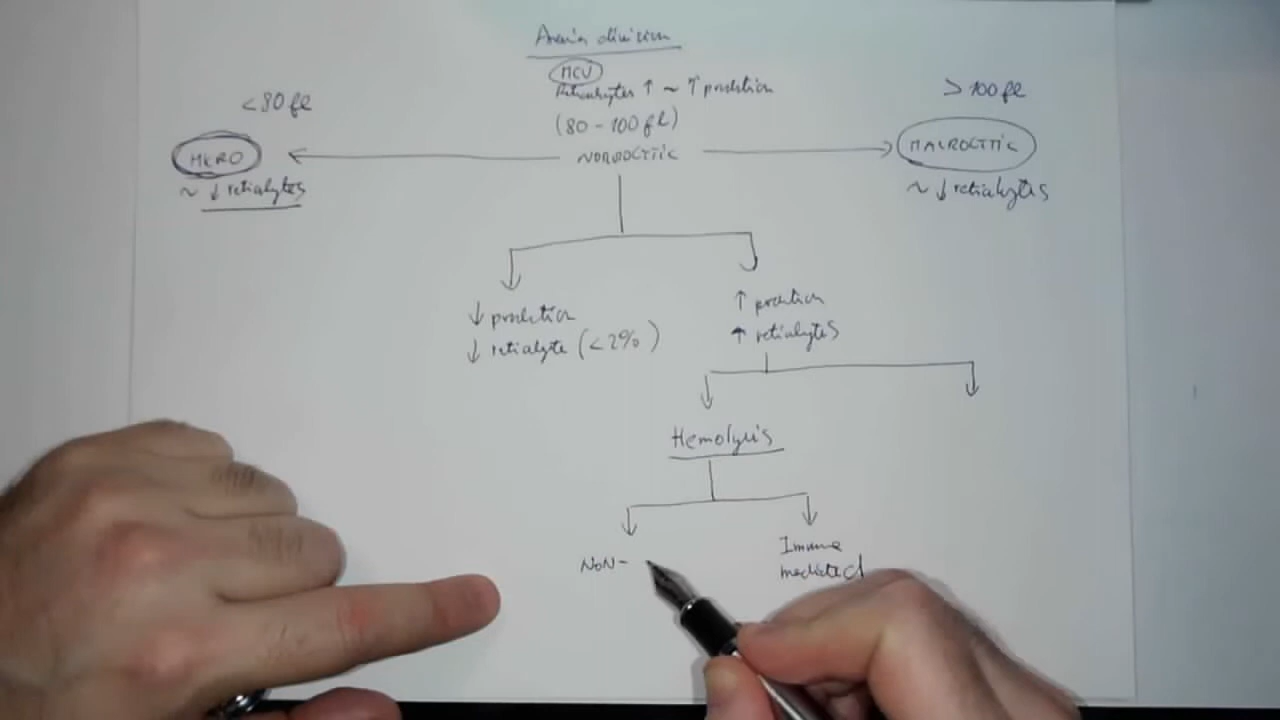 Anemia division
MCV
Reticulocytes ↑ ~ ↑ production
(80 - 100 fl)
NORMOCYTIC
< 80 fl
MICRO
~ ↓ reticulocytes
> 100 fl
MACROCYTIC
~ ↓ reticulocytes
↓ production
↓ reticulocyte (<2%)
↑ production
↑ reticulocytes
Hemolysis
NON-
Immune
mediated